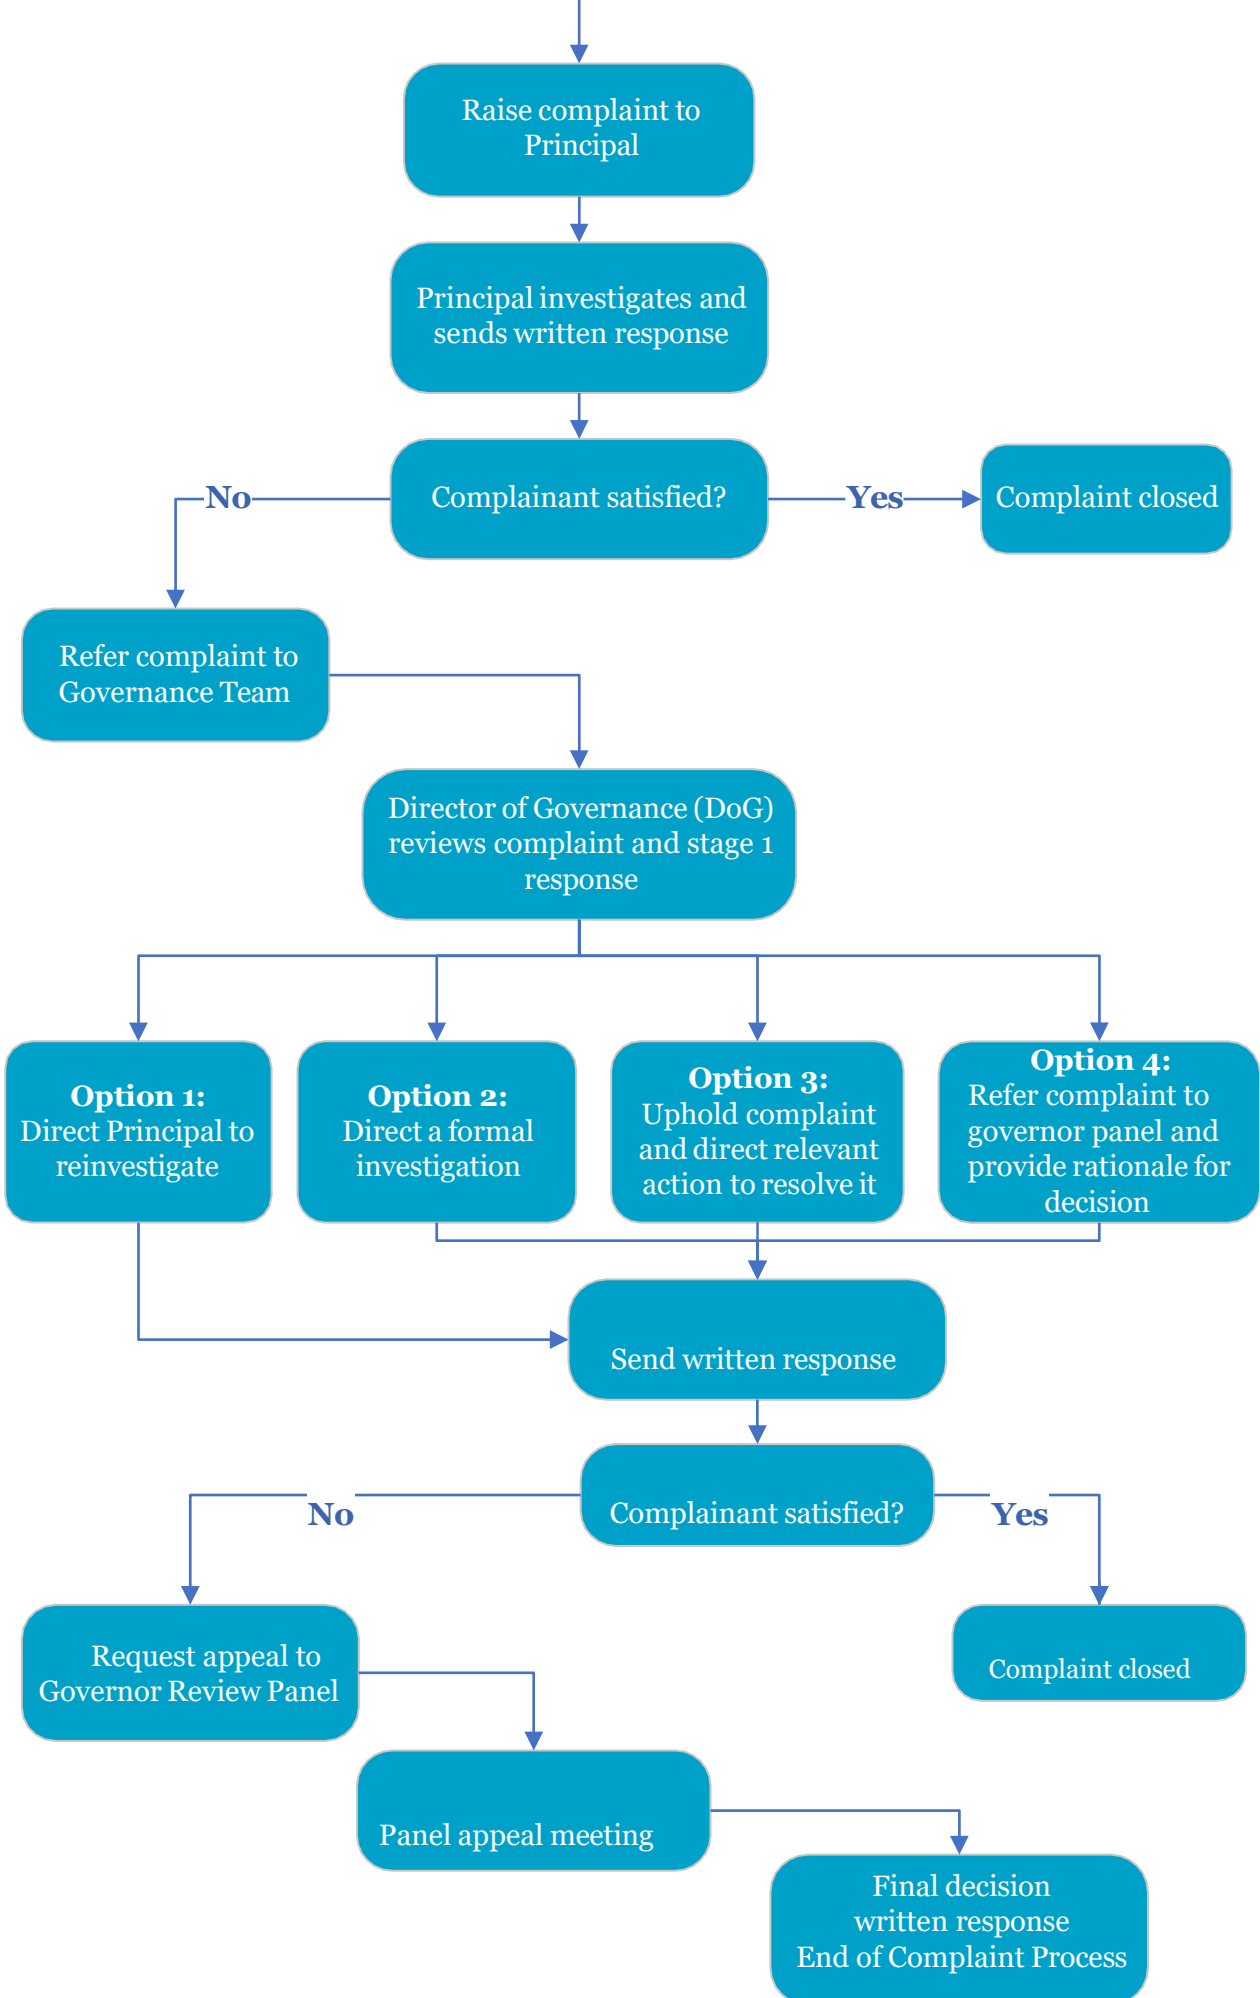 Raise complaint to
Principal
Principal investigates and
sends written response
No
Complainant satisfied?
Yes
Complaint closed
Refer complaint to
Governance Team
Director of Governance (DoG)
reviews complaint and stage 1
response
Option 1:
Direct Principal to
reinvestigate
Option 2:
Direct a formal
investigation
Option 3:
Uphold complaint
and direct relevant
action to resolve it
Option 4:
Refer complaint to
governor panel and
provide rationale for
decision
Send written response
No
Complainant satisfied?
Yes
Request appeal to
Governor Review Panel
Complaint closed
Panel appeal meeting
Final decision
written response
End of Complaint Process